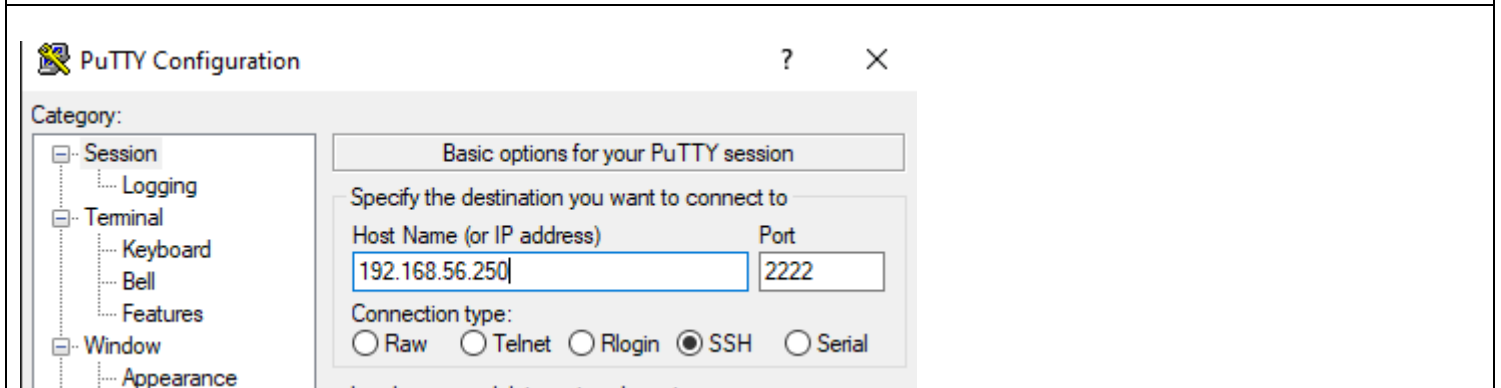 PuTTY Configuration ? ×
Category:
Session
Logging
Terminal
Keyboard
Bell
Features
Window
Appearance
Basic options for your PuTTY session
Specify the destination you want to connect to
Host Name (or IP address) Port
192.168.56.250 2222
Connection type:
Raw Telnet Rlogin SSH Serial